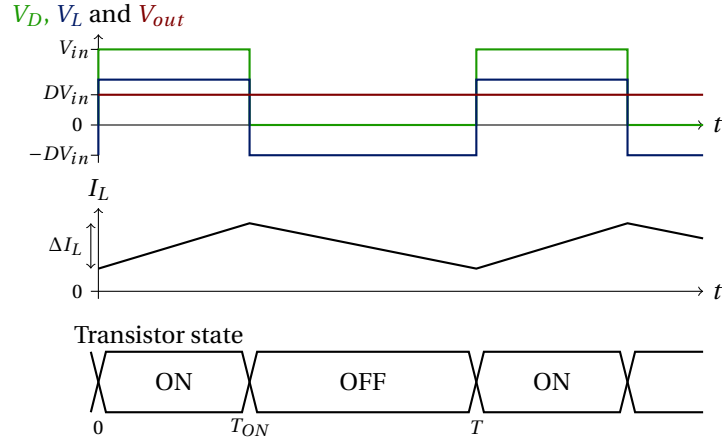 V_D, V_L and V_out
V_in
DV_in
0
t
−DV_in
I_L
ΔI_L
0
t
Transistor state
ON OFF ON
0 T_ON T